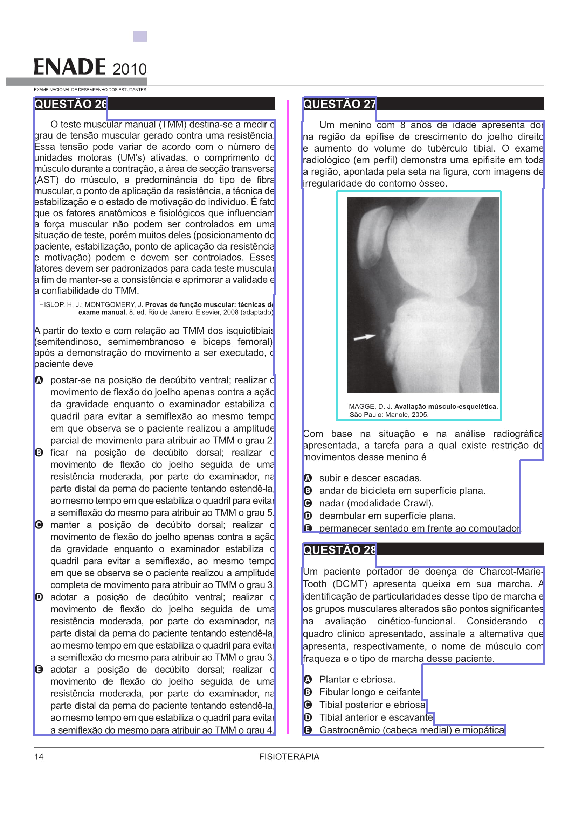 ENADE 2010
EXAME NACIONAL DE DESEMPENHO DOS ESTUDANTES
QUESTÃO 26
O teste muscular manual (TMM) destina-se a medir o
grau de tensão muscular gerado contra uma resistência.
Essa tensão pode variar de acordo com o número de
unidades motoras (UM's) ativadas, o comprimento do
músculo durante a contração, a área de secção transversa
(AST) do músculo, a predominância do tipo de fibra
muscular, o ponto de aplicação da resistência, a técnica de
estabilização e o estado de motivação do indivíduo. É fato
que os fatores anatômicos e fisiológicos que influenciam
a força muscular não podem ser controlados em uma
situação de teste, porém muitos deles (posicionamento do
paciente, estabilização, ponto de aplicação da resistência
e motivação) podem e devem ser controlados. Esses
fatores devem ser padronizados para cada teste muscular
a fim de manter-se a consistência e aprimorar a validade e
a confiabilidade do TMM.
HISLOP, H. J.; MONTGOMERY, J. Provas de função muscular: técnicas de
exame manual. 8. ed. Rio de Janeiro: Elsevier, 2008 (adaptado).
A partir do texto e com relação ao TMM dos isquiotibiais
(semitendinoso, semimembranoso e bíceps femoral),
após a demonstração do movimento a ser executado, o
paciente deve
A postar-se na posição de decúbito ventral; realizar o
movimento de flexão do joelho apenas contra a ação
da gravidade enquanto o examinador estabiliza o
quadril para evitar a semiflexão ao mesmo tempo
em que observa se o paciente realizou a amplitude
parcial de movimento para atribuir ao TMM o grau 2.
B ficar na posição de decúbito dorsal; realizar o
movimento de flexão do joelho seguida de uma
resistência moderada, por parte do examinador, na
parte distal da perna do paciente tentando estendê-la,
ao mesmo tempo em que estabiliza o quadril para evitar
a semiflexão do mesmo para atribuir ao TMM o grau 5.
C manter a posição de decúbito dorsal; realizar o
movimento de flexão do joelho apenas contra a ação
da gravidade enquanto o examinador estabiliza o
quadril para evitar a semiflexão, ao mesmo tempo
em que observa se o paciente realizou a amplitude
completa de movimento para atribuir ao TMM o grau 3.
D adotar a posição de decúbito ventral; realizar o
movimento de flexão do joelho seguida de uma
resistência moderada, por parte do examinador, na
parte distal da perna do paciente tentando estendê-la,
ao mesmo tempo em que estabiliza o quadril para evitar
a semiflexão do mesmo para atribuir ao TMM o grau 3.
E adotar a posição de decúbito ventral; realizar o
movimento de flexão do joelho seguida de uma
resistência moderada, por parte do examinador, na
parte distal da perna do paciente tentando estendê-la,
ao mesmo tempo em que estabiliza o quadril para evitar
a semiflexão do mesmo para atribuir ao TMM o grau 4.
QUESTÃO 27
Um menino com 8 anos de idade apresenta dor
na região da epífise de crescimento do joelho direito
e aumento do volume do tubérculo tibial. O exame
radiológico (em perfil) demonstra uma epifisite em toda
a região, apontada pela seta na figura, com imagens de
irregularidade do contorno ósseo.
MAGEE, D. J. Avaliação músculo-esquelética.
São Paulo: Manole, 2005.
Com base na situação e na análise radiográfica
apresentada, a tarefa para a qual existe restrição de
movimentos desse menino é
A subir e descer escadas.
B andar de bicicleta em superfície plana.
C nadar (modalidade Crawl).
D deambular em superfície plana.
E permanecer sentado em frente ao computador.
QUESTÃO 28
Um paciente portador de doença de Charcot-Marie-
Tooth (DCMT) apresenta queixa em sua marcha. A
identificação de particularidades desse tipo de marcha e
os grupos musculares alterados são pontos significantes
na avaliação cinético-funcional. Considerando o
quadro clínico apresentado, assinale a alternativa que
apresenta, respectivamente, o nome do músculo com
fraqueza e o tipo de marcha desse paciente.
A Plantar e ebriosa.
B Fibular longo e ceifante.
C Tibial posterior e ebriosa.
D Tibial anterior e escavante.
E Gastrocnêmio (cabeça medial) e miopática.
14
FISIOTERAPIA